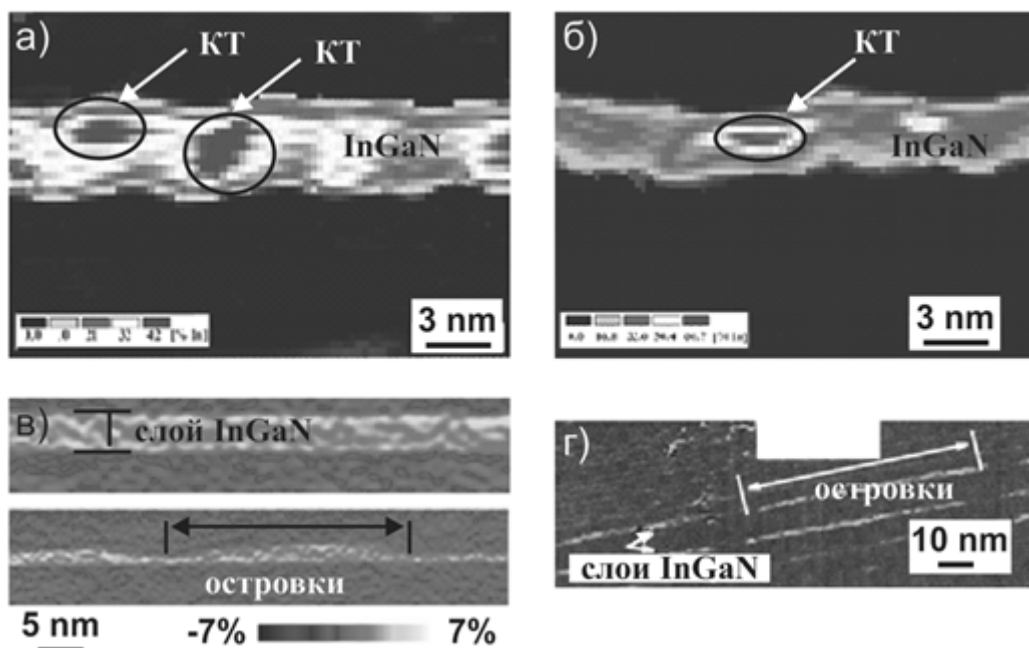 а)
КТ
КТ
InGaN
3 nm
б)
КТ
InGaN
3 nm
в)
слой InGaN
островки
5 nm
-7%
7%
г)
островки
слои InGaN
10 nm